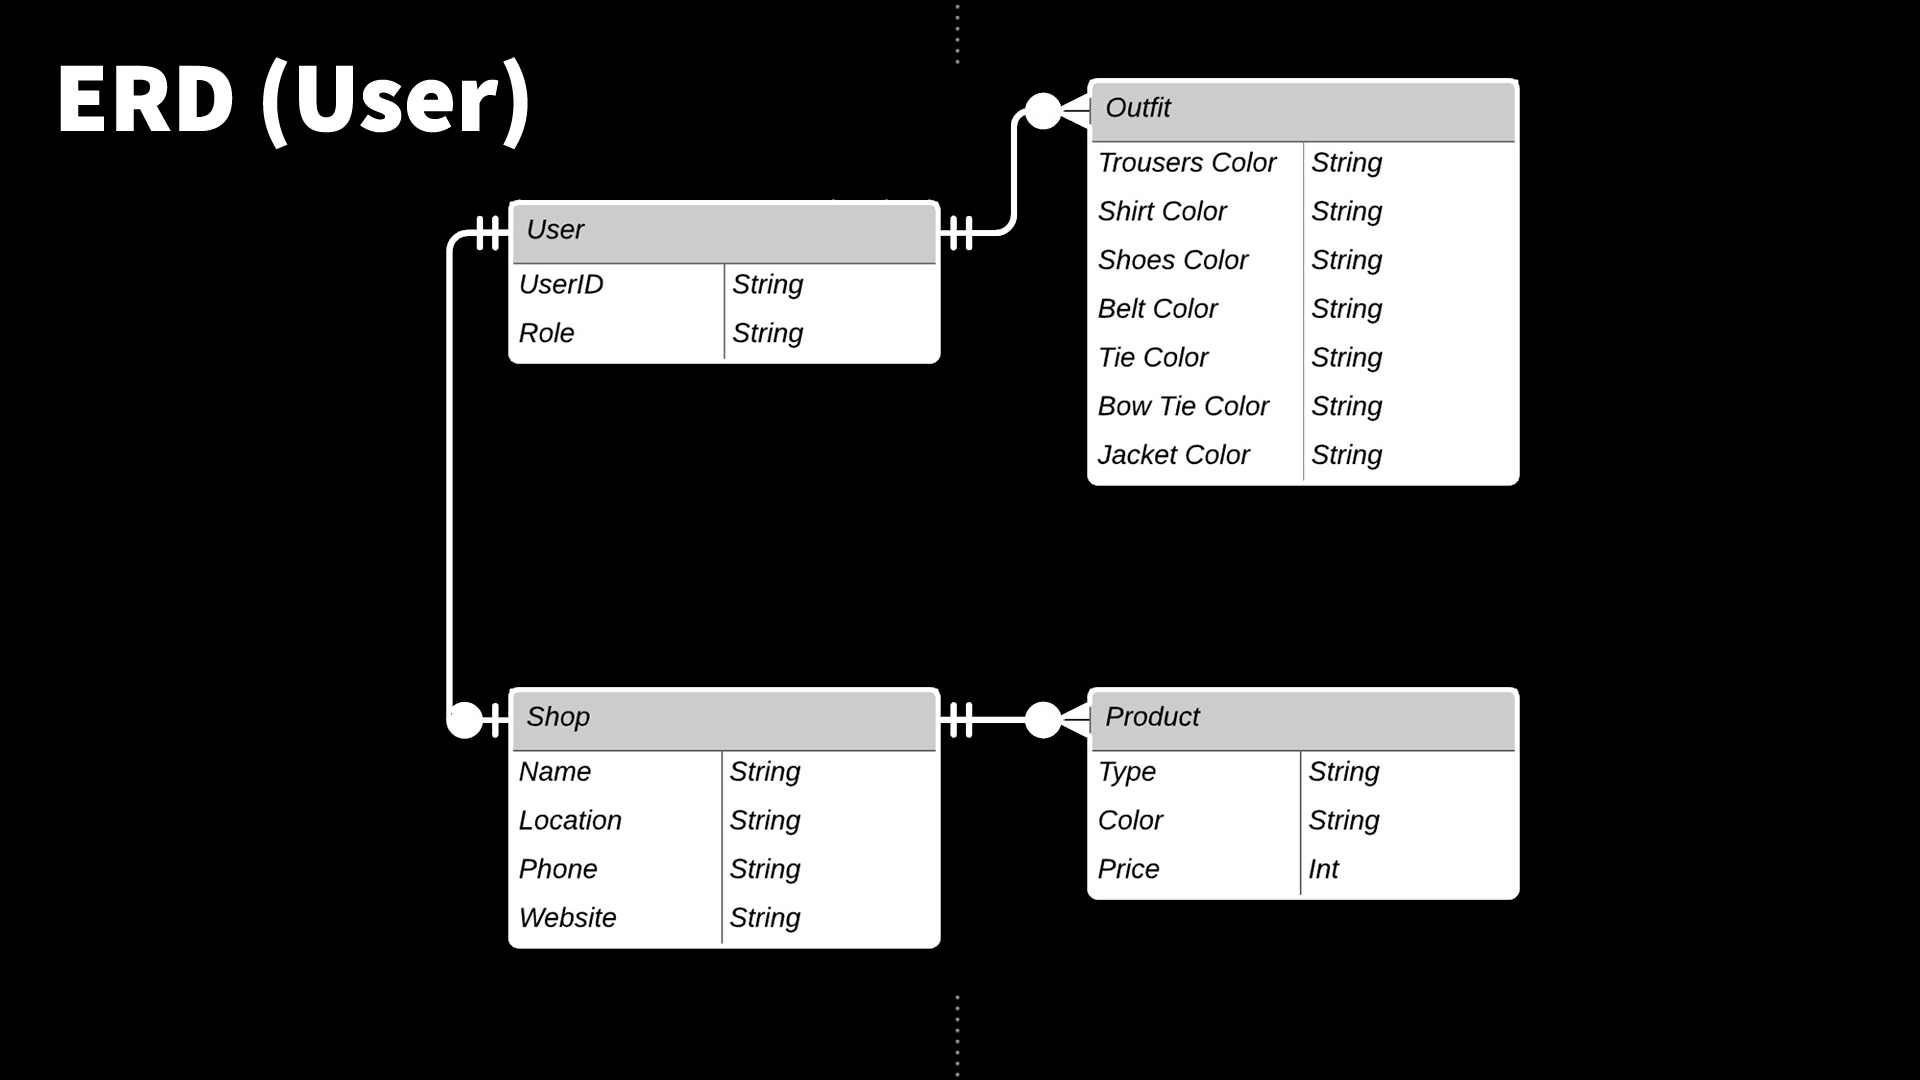 ERD (User)
User
UserID String
Role String
Outfit
Trousers Color String
Shirt Color String
Shoes Color String
Belt Color String
Tie Color String
Bow Tie Color String
Jacket Color String
Shop
Name String
Location String
Phone String
Website String
Product
Type String
Color String
Price Int